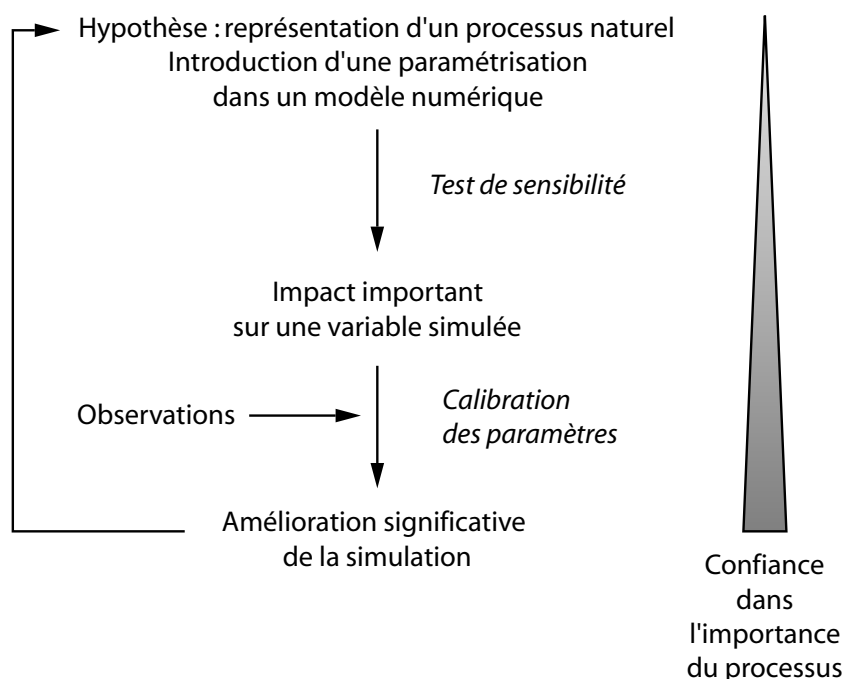 Hypothèse : représentation d'un processus naturel
Introduction d'une paramétrisation
dans un modèle numérique
Test de sensibilité
Impact important
sur une variable simulée
Observations
Calibration
des paramètres
Amélioration significative
de la simulation
Confiance
dans
l'importance
du processus